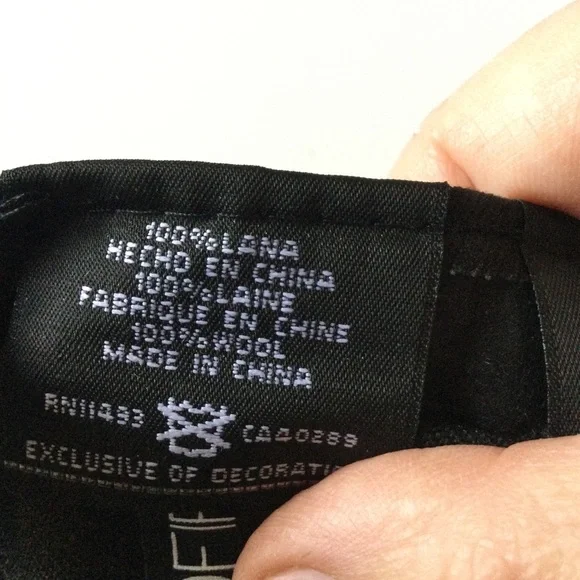 100%LANA
HECHO EN CHINA
100%LAINE
FABRIQUE EN CHINE
100%WOOL
MADE IN CHINA
RN11433 CA40289
EXCLUSIVE OF